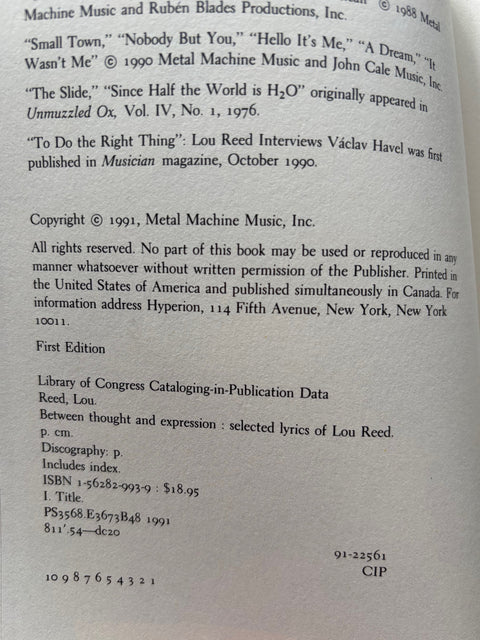 Machine Music and Rubén Blades Productions, Inc. © 1988 Metal
“Small Town,” “Nobody But You,” “Hello It's Me,” “A Dream,” “It
Wasn't Me” © 1990 Metal Machine Music and John Cale Music, Inc.
“The Slide,” “Since Half the World is H₂O” originally appeared in
Unmuzzled Ox, Vol. IV, No. 1, 1976.
“To Do the Right Thing”: Lou Reed Interviews Václav Havel was first
published in Musician magazine, October 1990.
Copyright © 1991, Metal Machine Music, Inc.
All rights reserved. No part of this book may be used or reproduced in any
manner whatsoever without written permission of the Publisher. Printed in
the United States of America and published simultaneously in Canada. For
information address Hyperion, 114 Fifth Avenue, New York, New York
10011.
First Edition
Library of Congress Cataloging-in-Publication Data
Reed, Lou.
Between thought and expression : selected lyrics of Lou Reed.
p. cm.
Discography: p.
Includes index.
ISBN 1-56282-993-9 : $18.95
I. Title.
PS3568.E3673B48 1991
811'.54—dc20
91-22561
CIP
10 9 8 7 6 5 4 3 2 1